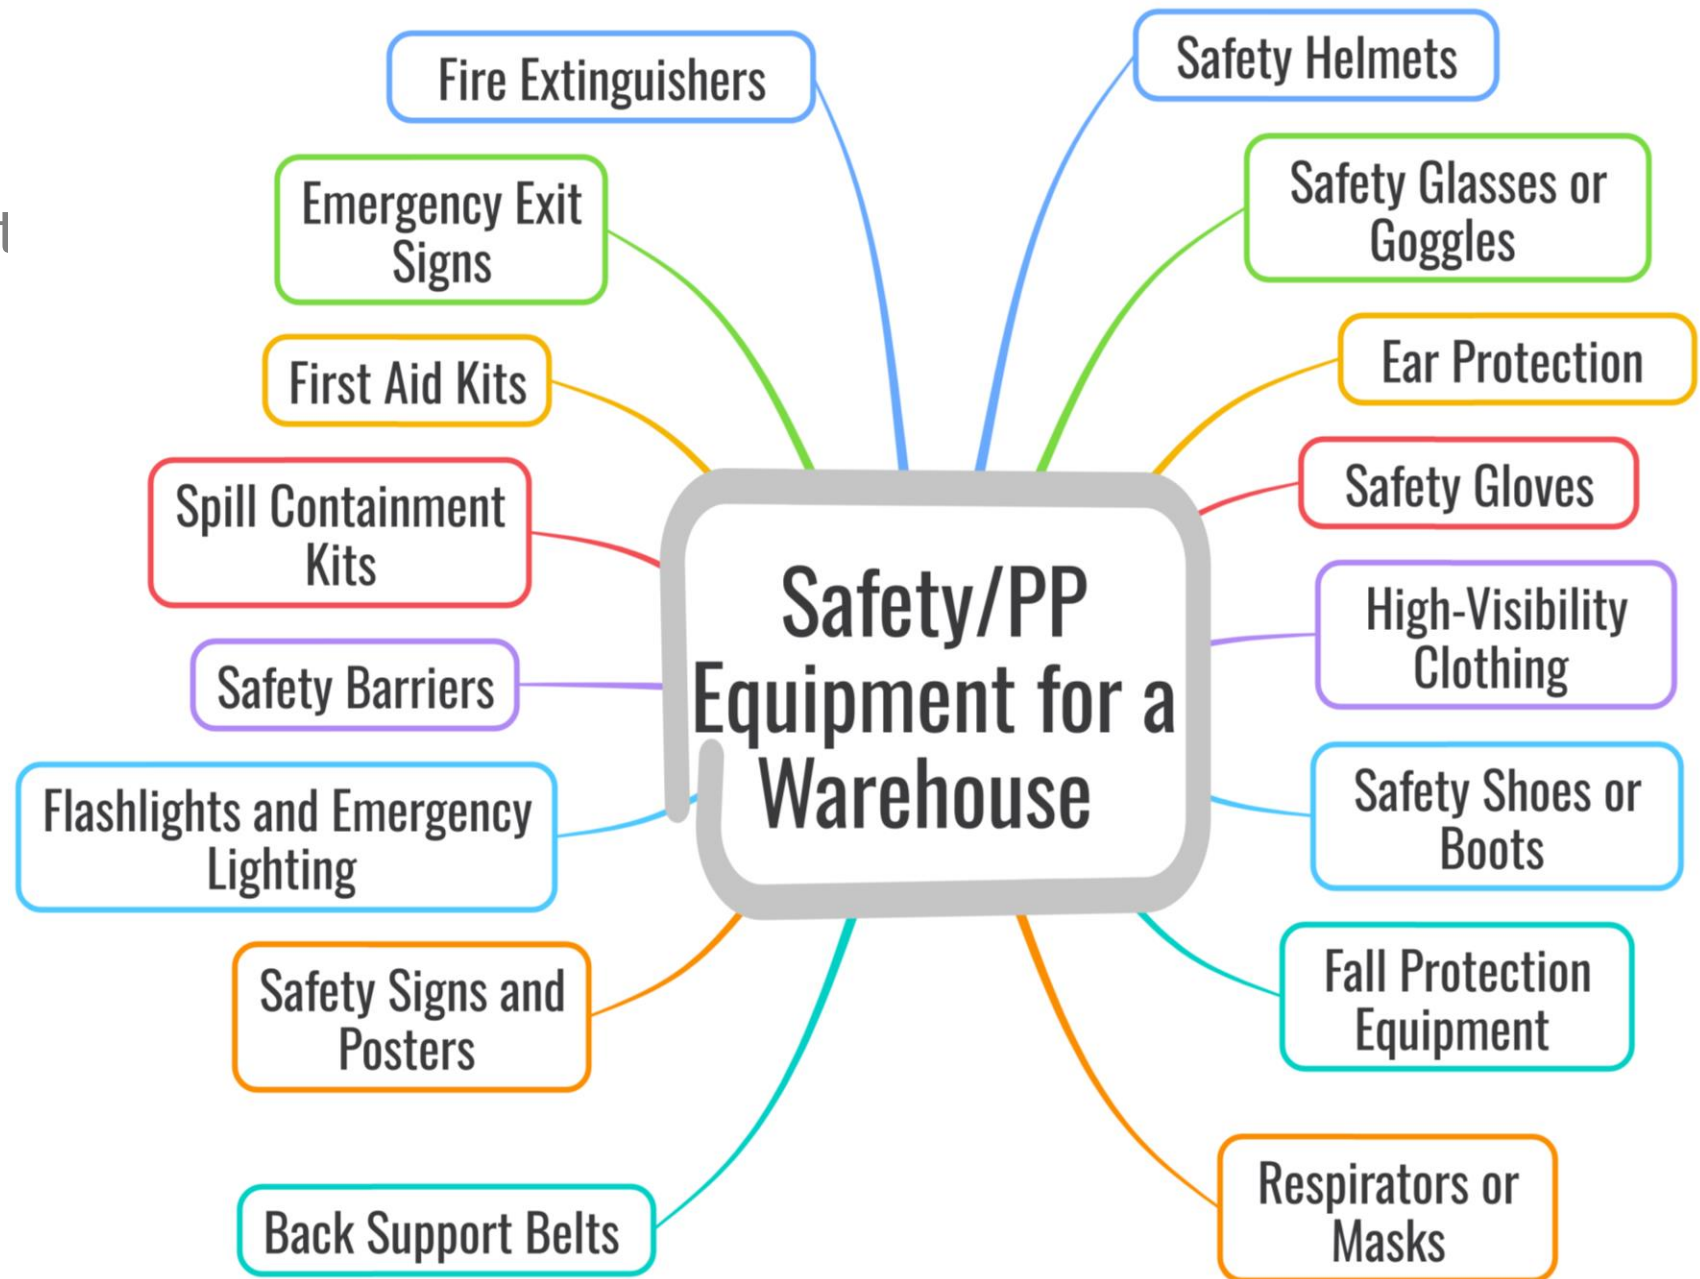 Safety/PP
Equipment for a
Warehouse
Safety Helmets
Safety Glasses or
Goggles
Ear Protection
Safety Gloves
High-Visibility
Clothing
Safety Shoes or
Boots
Fall Protection
Equipment
Respirators or
Masks
Fire Extinguishers
Emergency Exit
Signs
First Aid Kits
Spill Containment
Kits
Safety Barriers
Flashlights and Emergency
Lighting
Safety Signs and
Posters
Back Support Belts